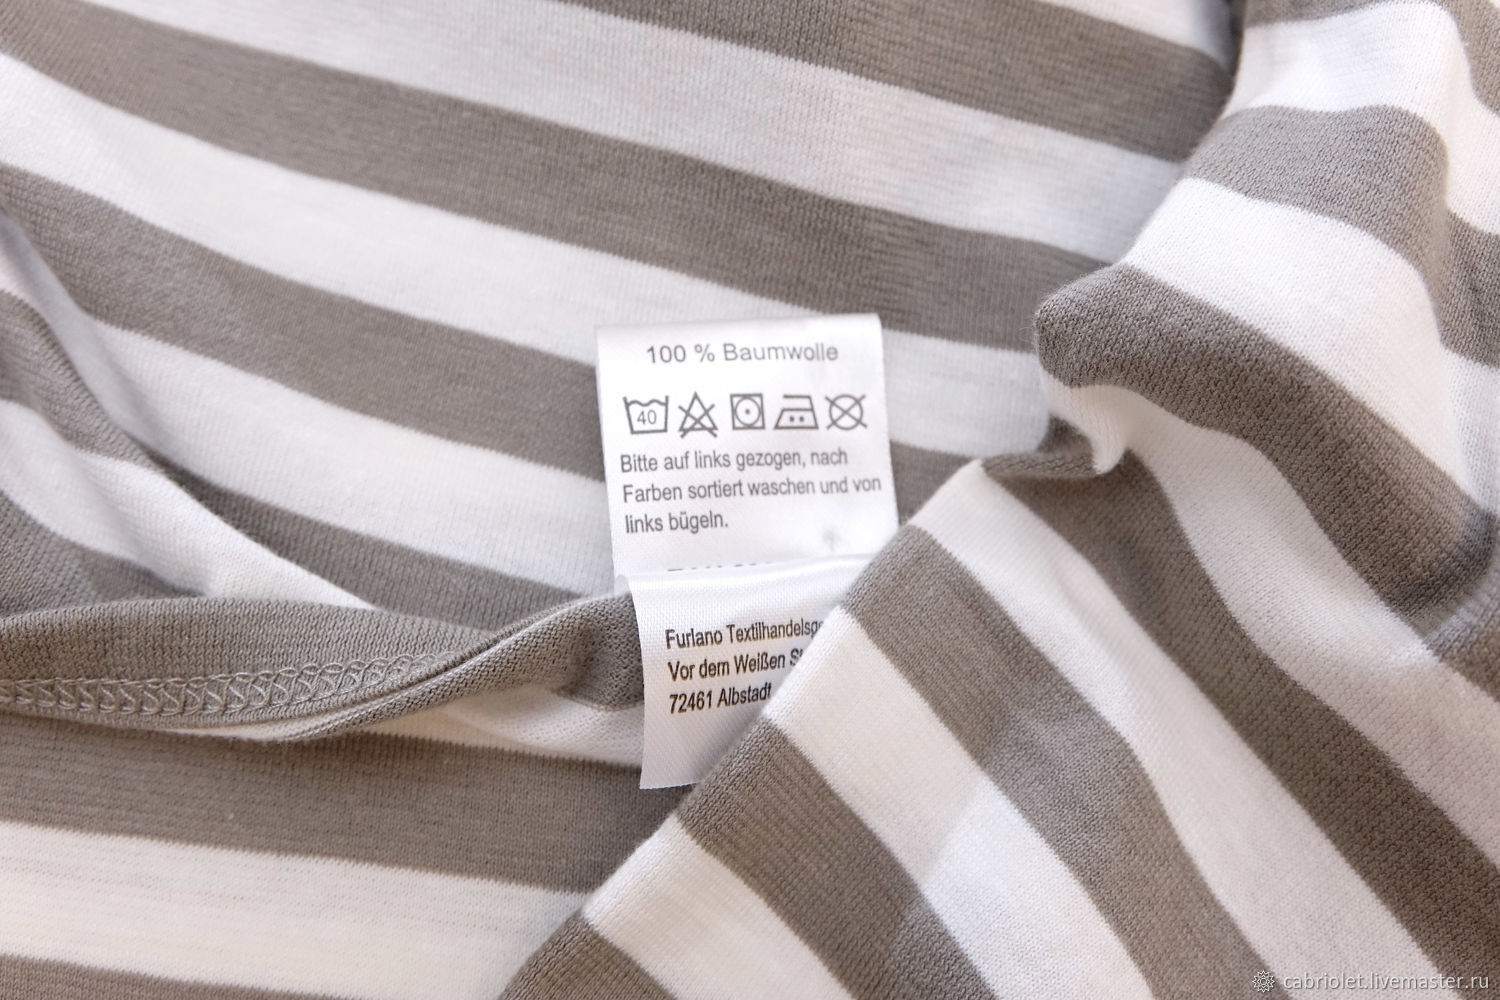 100 % Baumwolle
40
Bitte auf links gezogen, nach
Farben sortiert waschen und von
links bügeln.
Furlano
Vor dem Weißen
72461 Albstadt
cabriolet.livemaster.ru